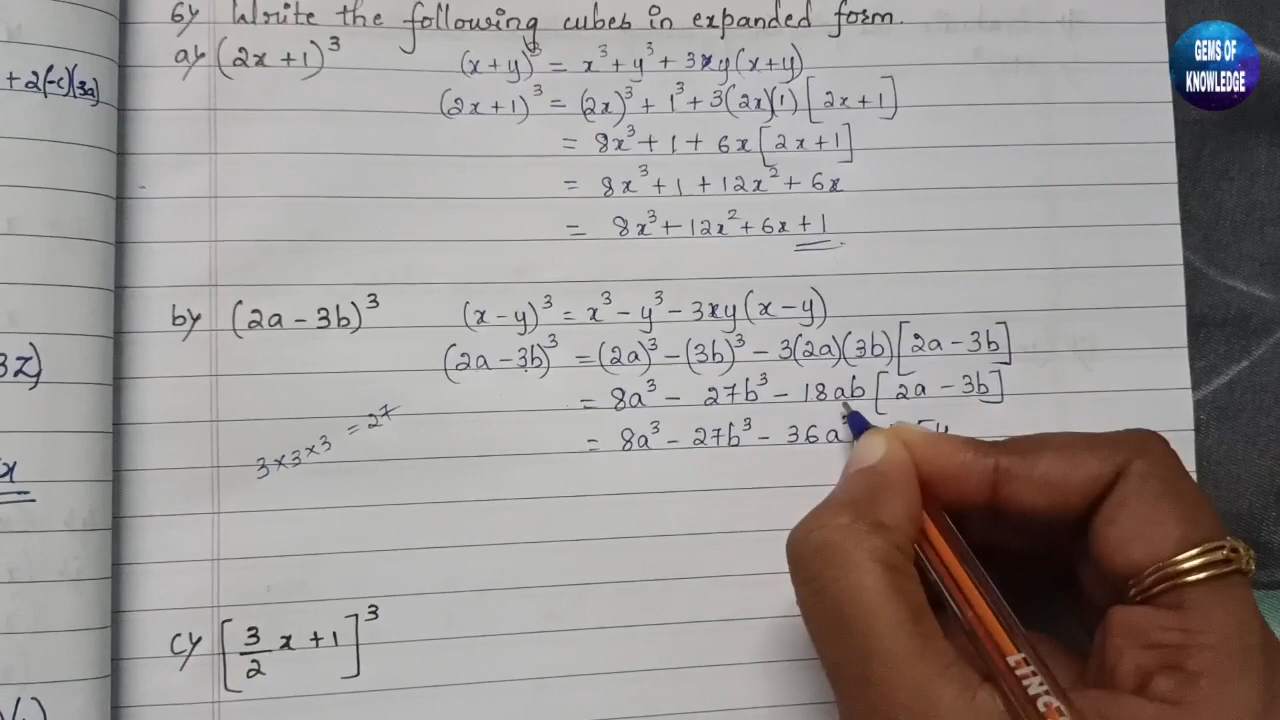 6) Write the following cubes in expanded form.
GEMS OF
KNOWLEDGE
+ 2(-c)(3a)
a) (2x+1)³ (x+y)³ = x³+y³+3xy(x+y)
(2x+1)³ = (2x)³+1³+3(2x)(1)[2x+1]
= 8x³+1+6x[2x+1]
= 8x³+1+12x²+6x
= 8x³+12x²+6x+1
b) (2a-3b)³ (x-y)³ = x³-y³-3xy(x-y)
3z)
(2a-3b)³ = (2a)³-(3b)³-3(2a)(3b)[2a-3b]
= 8a³-27b³-18ab[2a-3b]
= 8a³-27b³-36a
3×3×3 = 27
x
c) [3/2 x+1]³
LINC